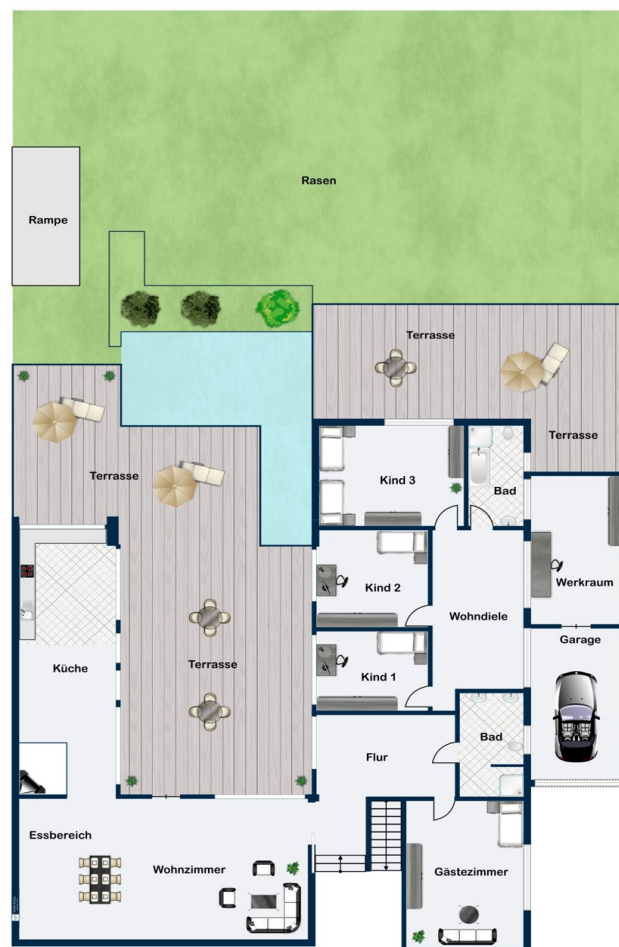 Rasen
Rampe
Terrasse
Terrasse
Terrasse
Kind 3
Bad
Kind 2
Werkraum
Wohndiele
Garage
Terrasse
Küche
Kind 1
Bad
Flur
Essbereich
Wohnzimmer
Gästezimmer